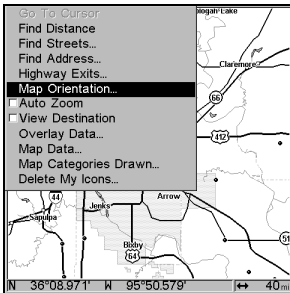 Go To Cursor
Find Distance
Find Streets...
Find Address...
Highway Exits...
Map Orientation...
Auto Zoom
View Destination
Overlay Data...
Map Data...
Map Categories Drawn...
Delete My Icons...
Claremore
66
412
44
Sapulpa
Jenks
Arrow
Bixby
64
51
N 36°08.971' W 95°50.579' ↔ 40 mi